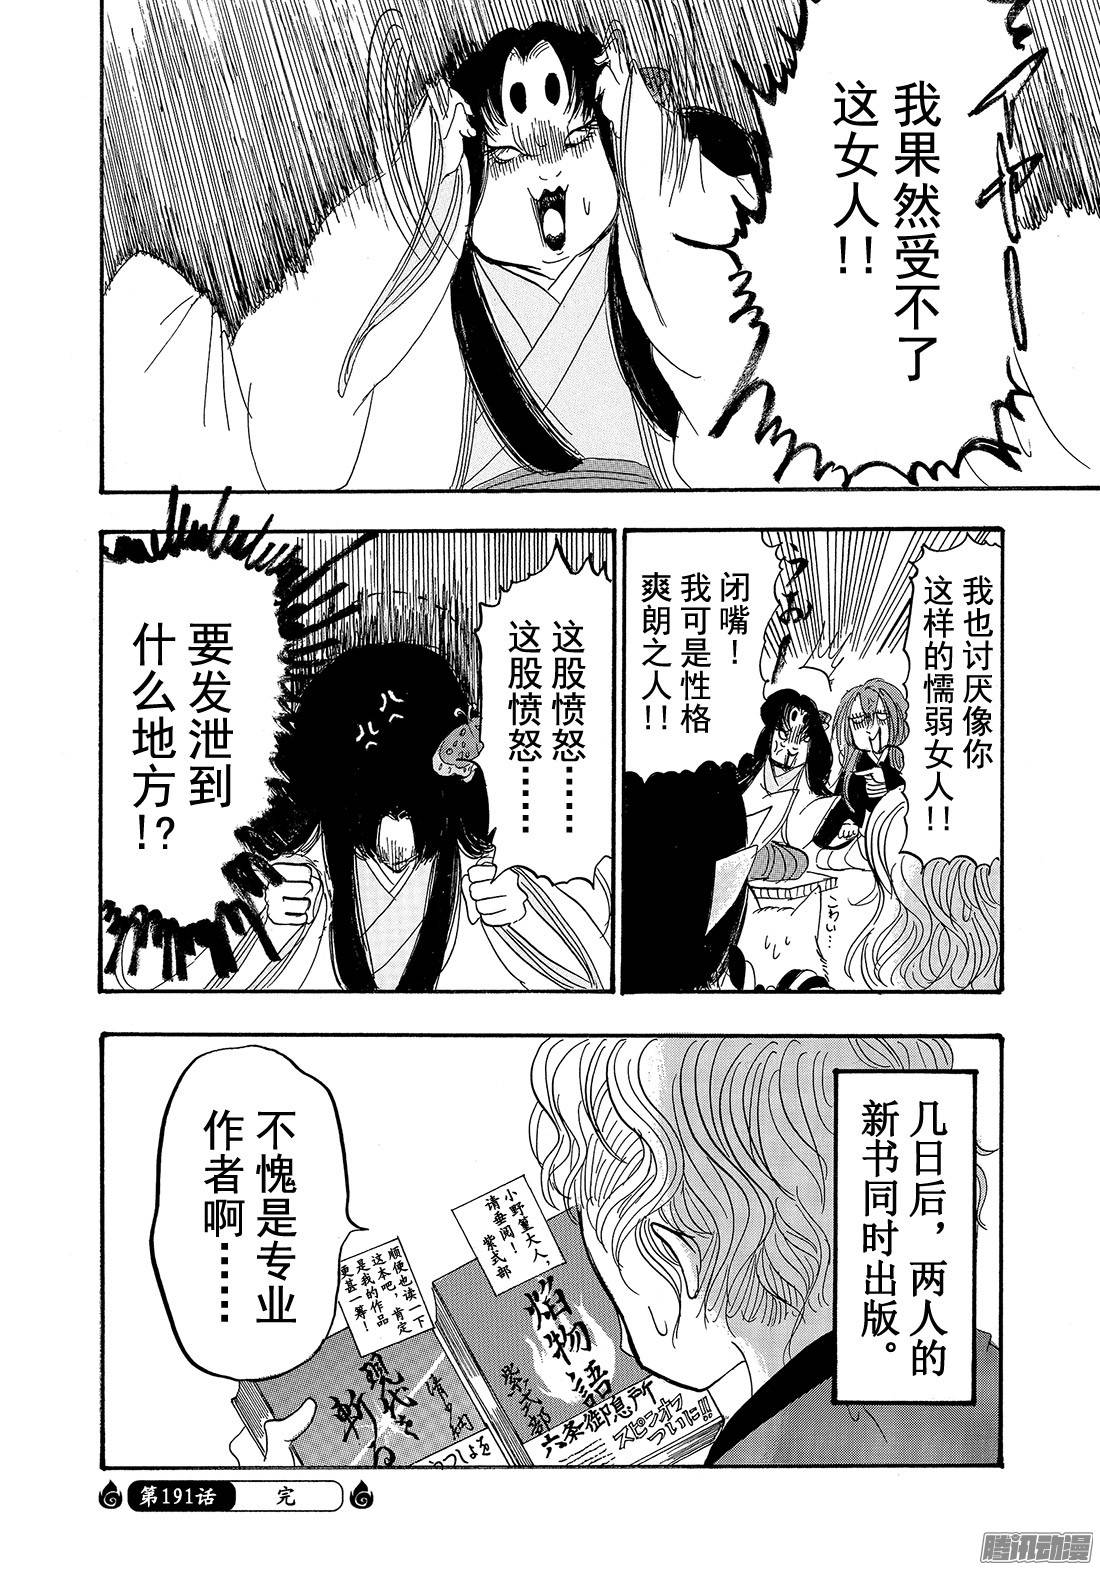 我果然受不了
这女人!!
我也讨厌像你
这样的懦弱女人!!
うおー
闭嘴！
我可是性格
爽朗之人!!
こわい…
这股愤怒……
这股愤怒……
要发泄到
什么地方!?
几日后，两人的
新书同时出版。
小野篁大人，
请垂阅！
紫式部
焰物語
紫式部
六条御息所
スピンオフ
ついに!!
顺便也读一下
这本吧，肯定
是我的作品
更甚一筹！
現代を
斬る
清少納
不愧是专业
作者啊……
第191话
完
腾讯动漫